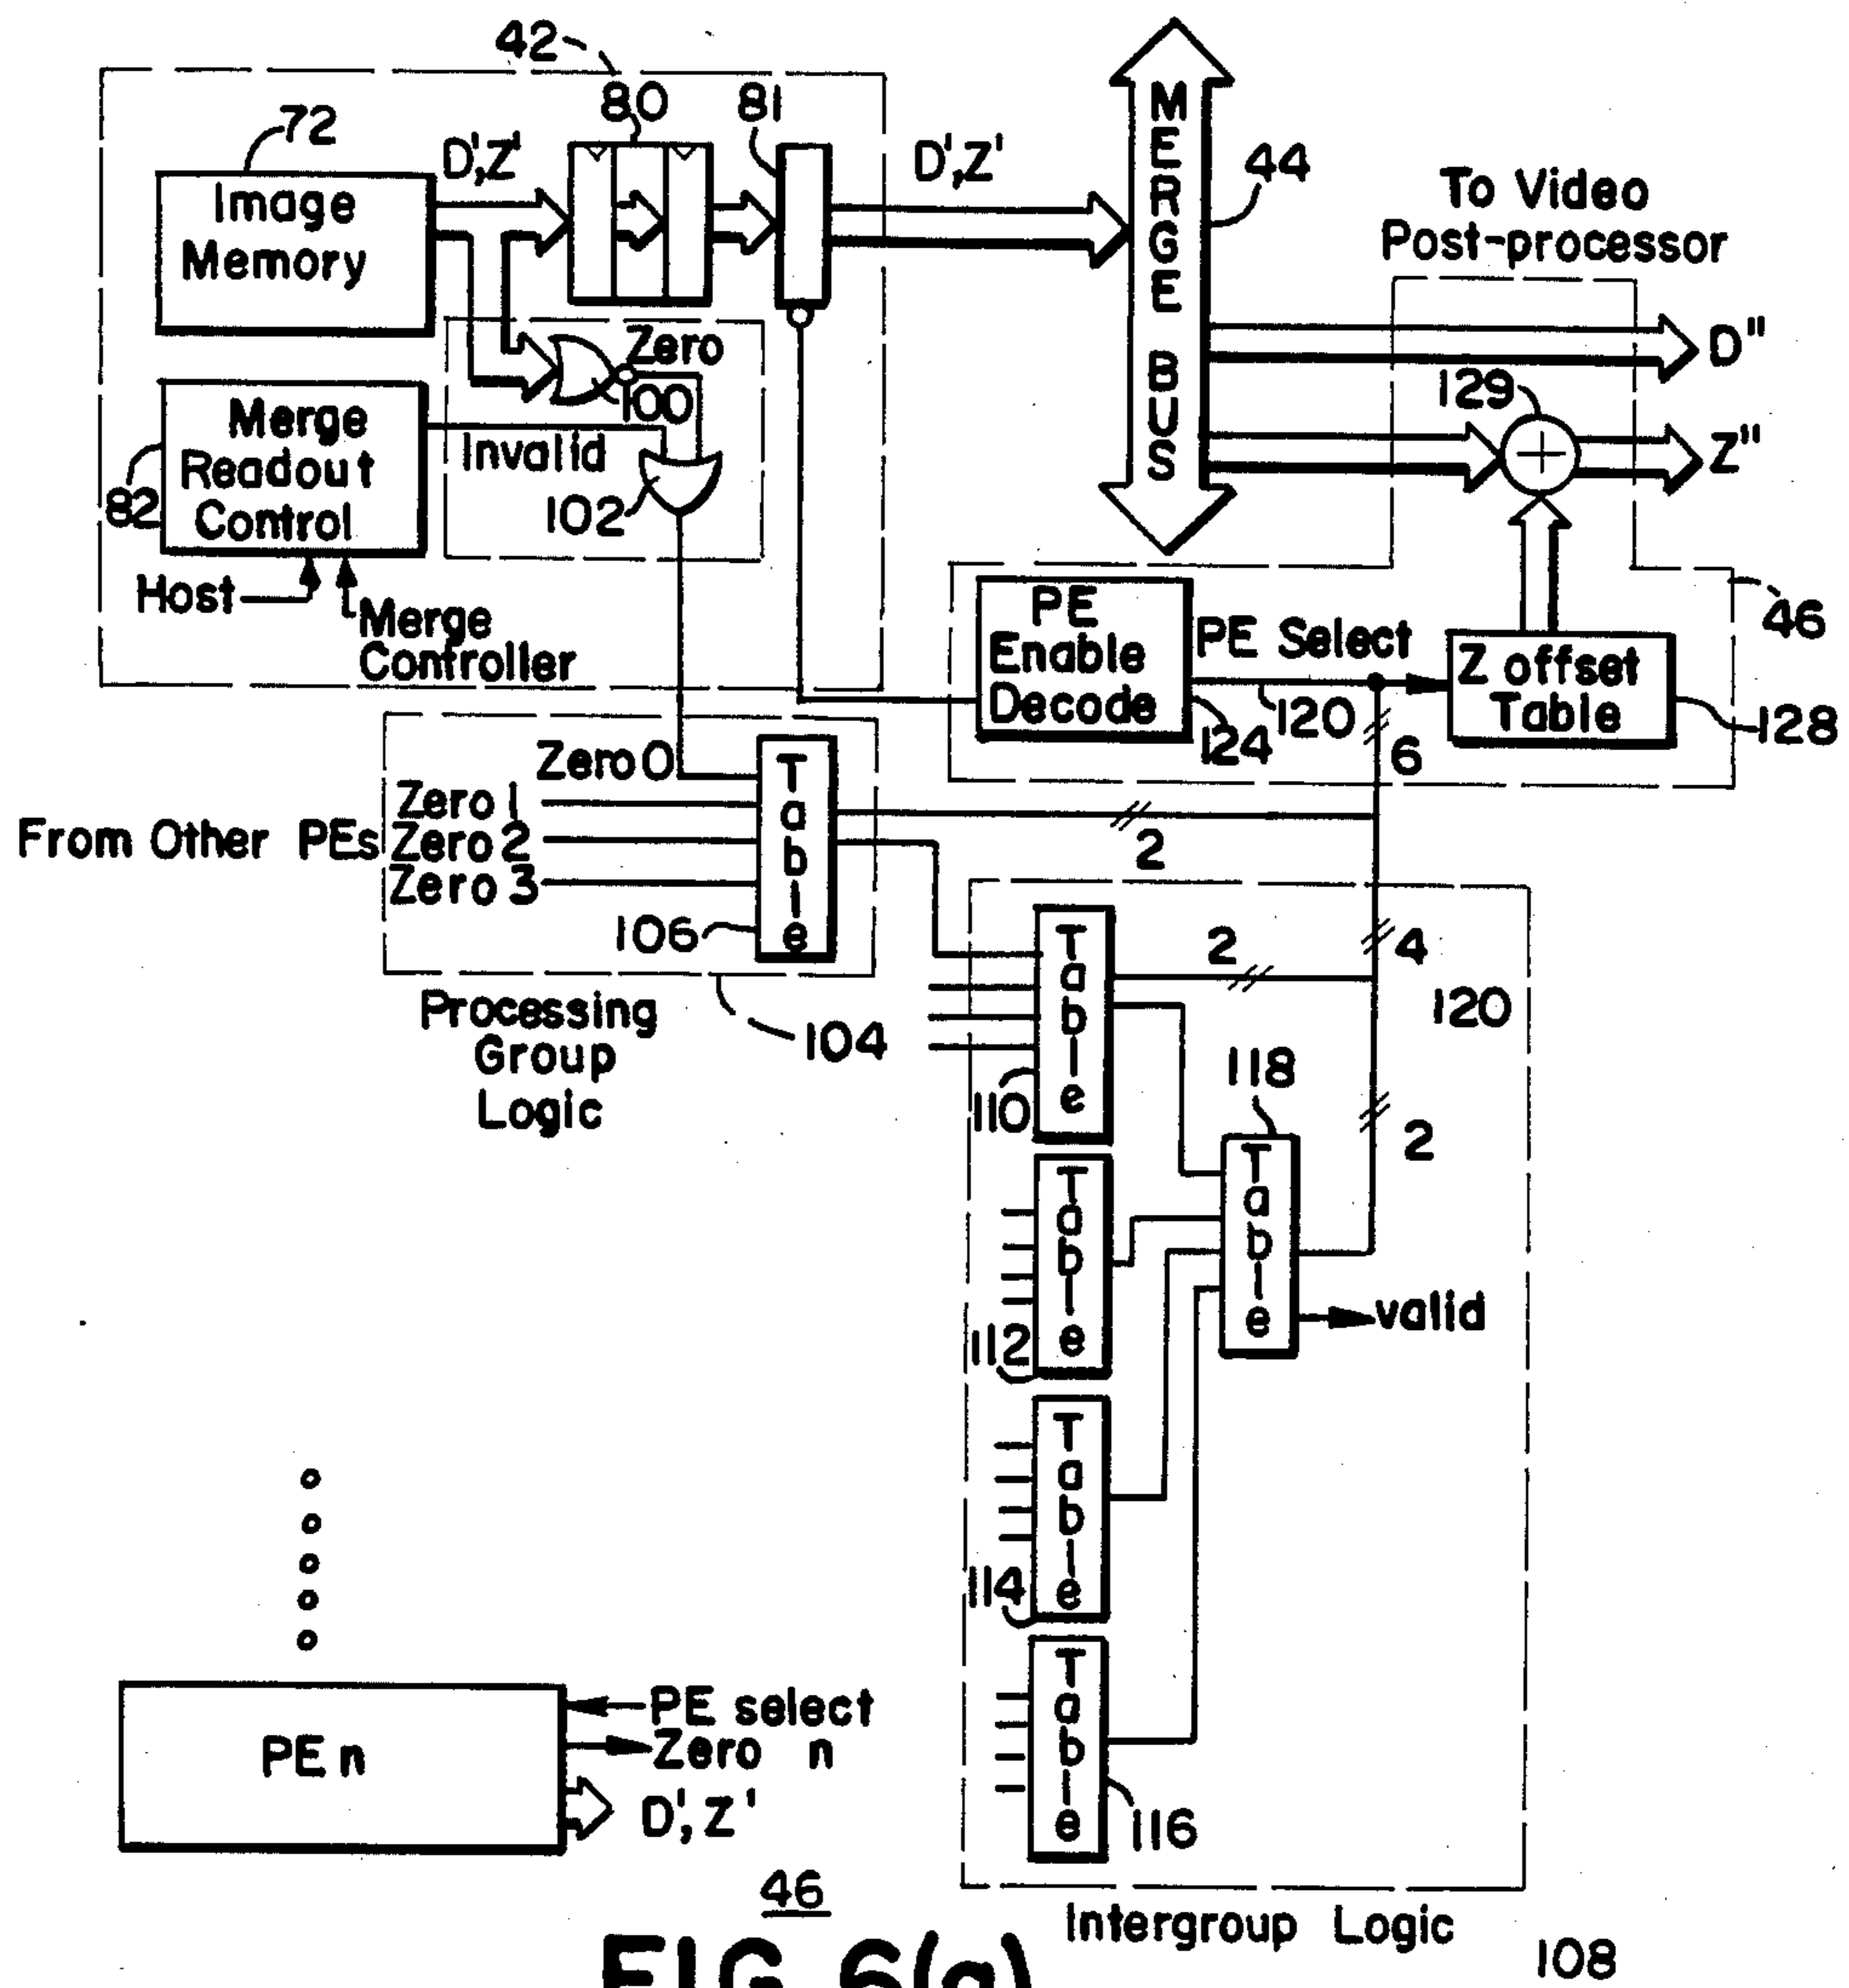 42
80
81
72
D',Z'
D',Z'
Image
Memory
MERGE BUS
44
To Video
Post-processor
D"
129
Z"
Zero
100
Merge
Readout
Control
82
Invalid
102
Host
Merge
Controller
PE
Enable
Decode
PE Select
120
124
6
Z offset
Table
46
128
Zero 0
Zero 1
From Other PEs Zero 2
Zero 3
Table
106
2
Processing
Group
Logic
104
Table
2
4
120
110
118
2
Table
Table
112
valid
Table
114
Table
116
PE n
PE select
Zero n
D', Z'
46
Intergroup Logic
108
FIG. 6(a)